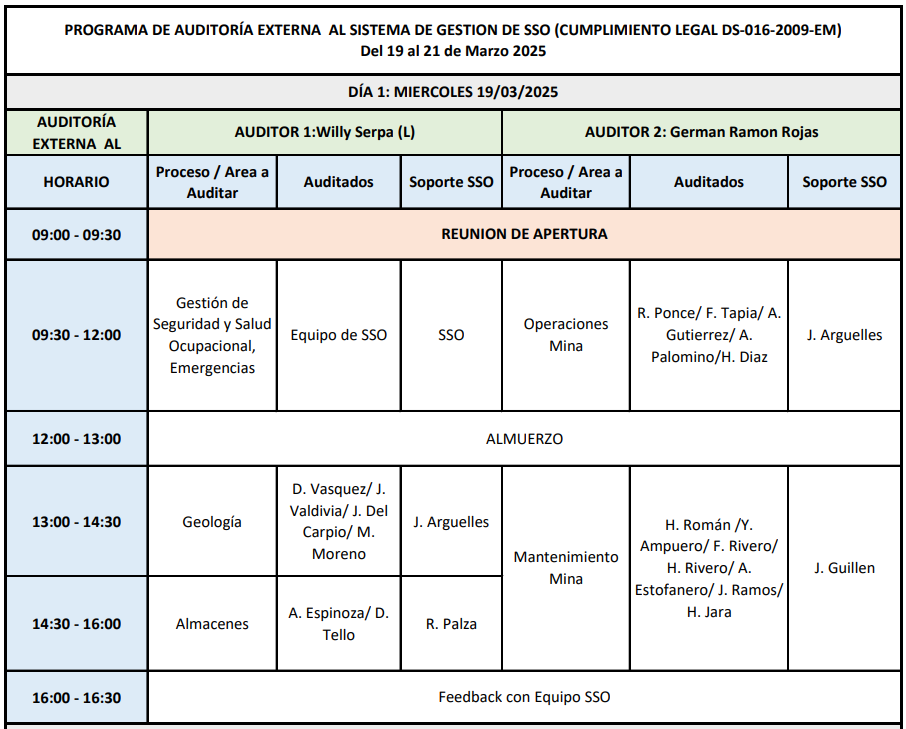 PROGRAMA DE AUDITORÍA EXTERNA AL SISTEMA DE GESTION DE SSO (CUMPLIMIENTO LEGAL DS-016-2009-EM)
Del 19 al 21 de Marzo 2025
DÍA 1: MIERCOLES 19/03/2025
AUDITORÍA
EXTERNA AL
AUDITOR 1:Willy Serpa (L)
AUDITOR 2: German Ramon Rojas
HORARIO
Proceso / Area a
Auditar
Auditados
Soporte SSO
Proceso / Area a
Auditar
Auditados
Soporte SSO
09:00 - 09:30
REUNION DE APERTURA
09:30 - 12:00
Gestión de
Seguridad y Salud
Ocupacional,
Emergencias
Equipo de SSO
SSO
Operaciones
Mina
R. Ponce/ F. Tapia/ A.
Gutierrez/ A.
Palomino/H. Diaz
J. Arguelles
12:00 - 13:00
ALMUERZO
13:00 - 14:30
Geología
D. Vasquez/ J.
Valdivia/ J. Del
Carpio/ M.
Moreno
J. Arguelles
Mantenimiento
Mina
H. Román /Y.
Ampuero/ F. Rivero/
H. Rivero/ A.
Estofanero/ J. Ramos/
H. Jara
J. Guillen
14:30 - 16:00
Almacenes
A. Espinoza/ D.
Tello
R. Palza
16:00 - 16:30
Feedback con Equipo SSO